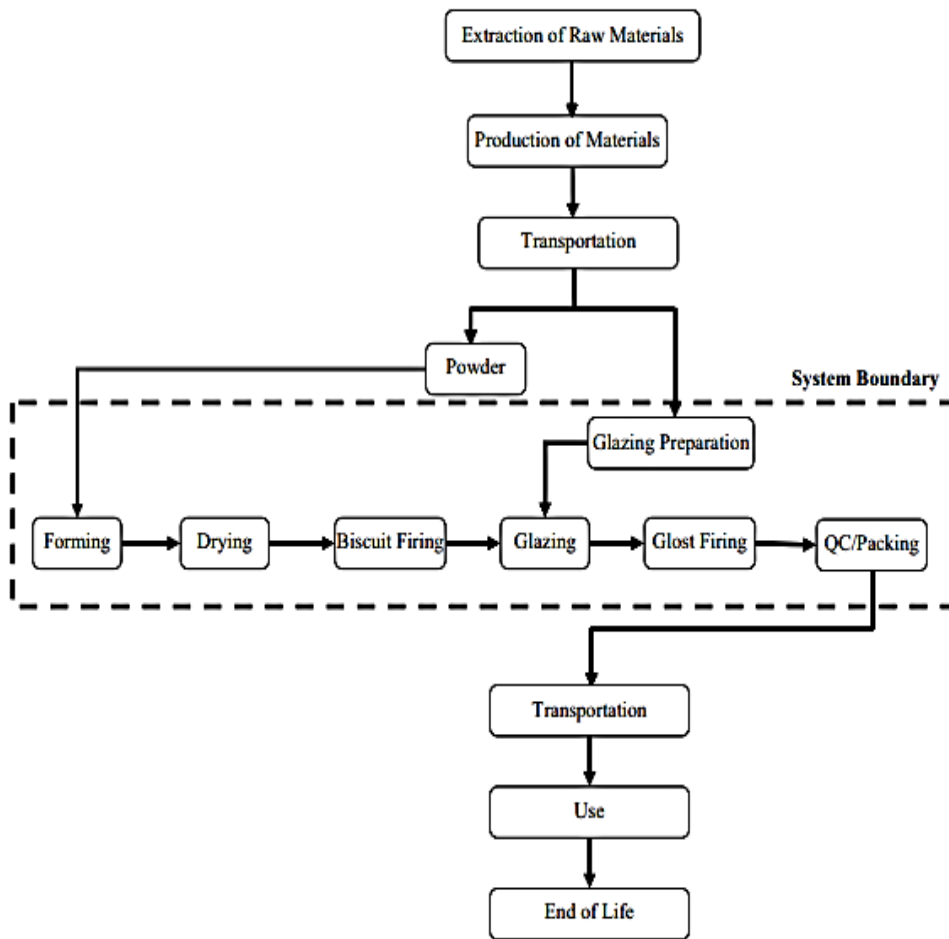 Extraction of Raw Materials
Production of Materials
Transportation
Powder
System Boundary
Glazing Preparation
Forming
Drying
Biscuit Firing
Glazing
Glost Firing
QC/Packing
Transportation
Use
End of Life